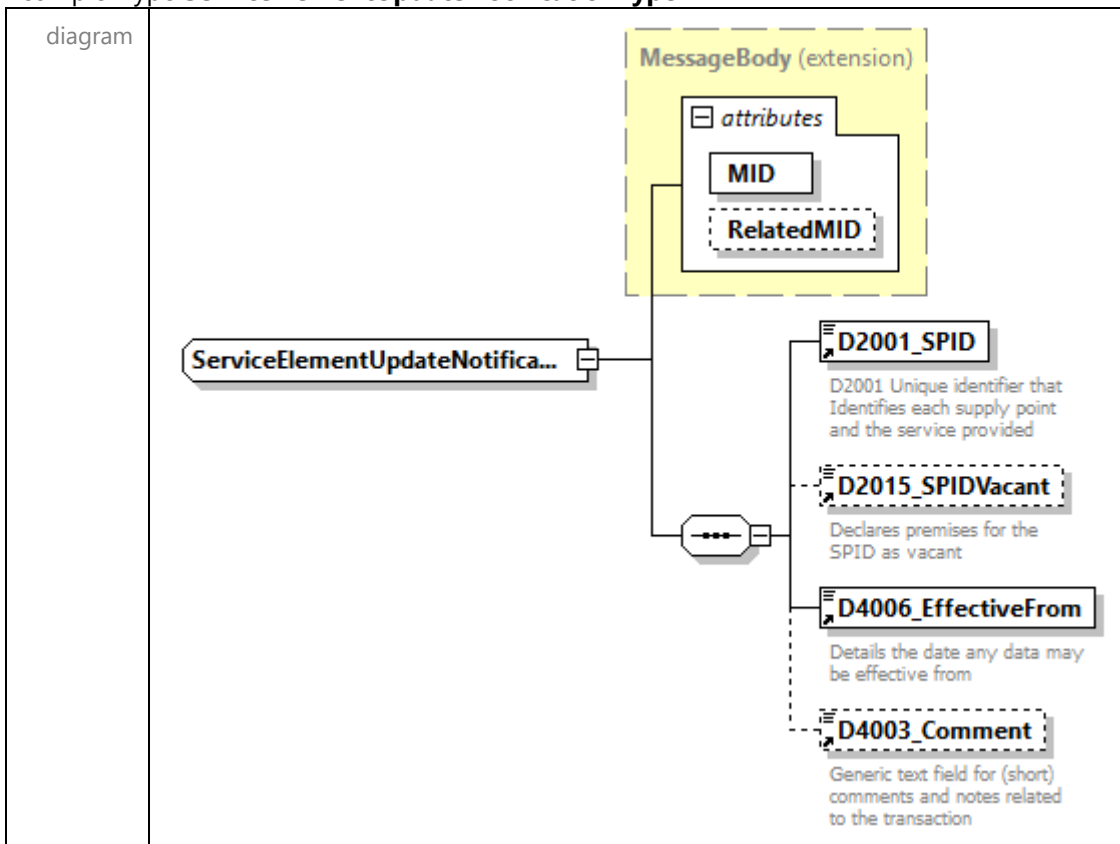 diagram
MessageBody (extension)
attributes
MID
RelatedMID
ServiceElementUpdateNotifica...
D2001_SPID
D2001 Unique identifier that
Identifies each supply point
and the service provided
D2015_SPIDVacant
Declares premises for the
SPID as vacant
D4006_EffectiveFrom
Details the date any data may
be effective from
D4003_Comment
Generic text field for (short)
comments and notes related
to the transaction